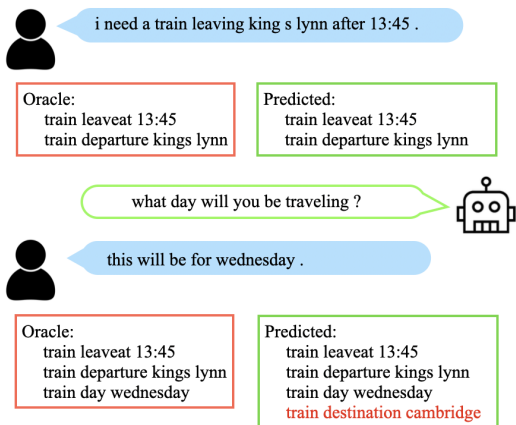 i need a train leaving king s lynn after 13:45 .
Oracle:
train leaveat 13:45
train departure kings lynn
Predicted:
train leaveat 13:45
train departure kings lynn
what day will you be traveling ?
this will be for wednesday .
Oracle:
train leaveat 13:45
train departure kings lynn
train day wednesday
Predicted:
train leaveat 13:45
train departure kings lynn
train day wednesday
train destination cambridge